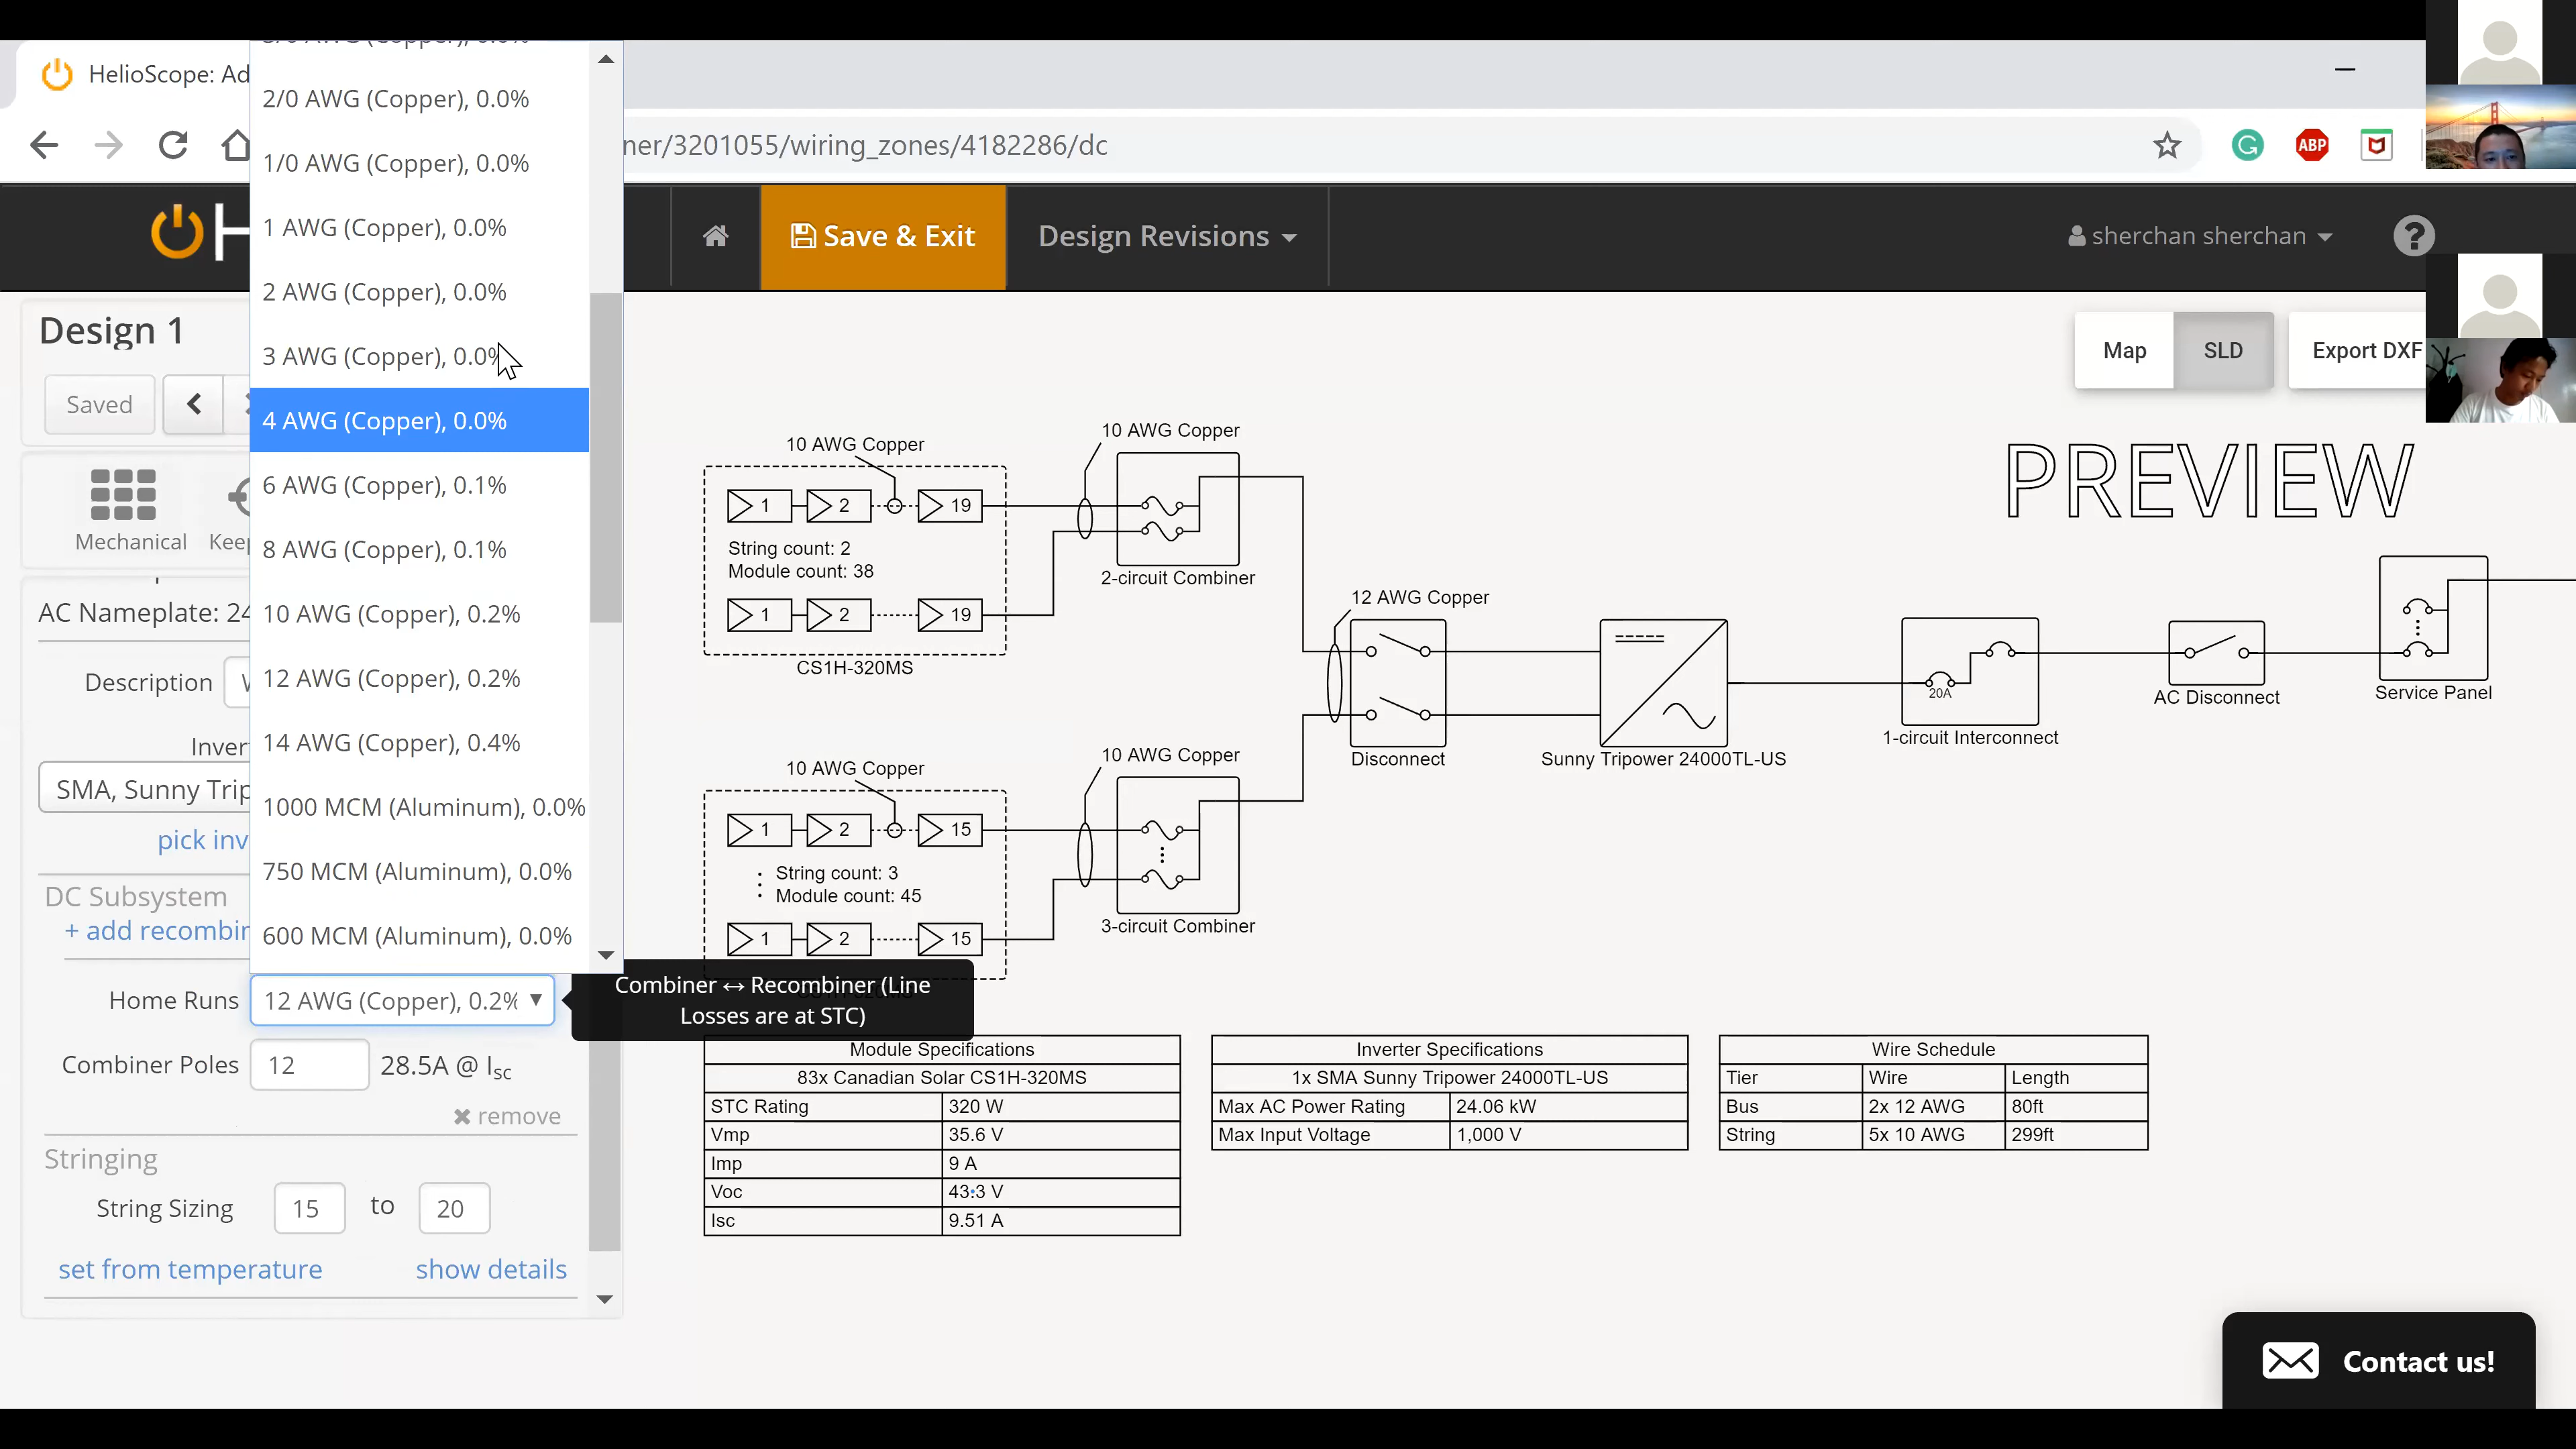 HelioScope: Ad
ner/3201055/wiring_zones/4182286/dc
ABP
H
Save & Exit
Design Revisions
sherchan sherchan
?
2/0 AWG (Copper), 0.0%
1/0 AWG (Copper), 0.0%
1 AWG (Copper), 0.0%
2 AWG (Copper), 0.0%
3 AWG (Copper), 0.0%
4 AWG (Copper), 0.0%
6 AWG (Copper), 0.1%
8 AWG (Copper), 0.1%
10 AWG (Copper), 0.2%
12 AWG (Copper), 0.2%
14 AWG (Copper), 0.4%
1000 MCM (Aluminum), 0.0%
750 MCM (Aluminum), 0.0%
600 MCM (Aluminum), 0.0%
Design 1
Saved
Mechanical
Keep
AC Nameplate: 24
Description
Inver
SMA, Sunny Trip
pick inv
DC Subsystem
+ add recombin
Home Runs 12 AWG (Copper), 0.2%
Combiner ↔ Recombiner (Line
Losses are at STC)
Combiner Poles 12 28.5A @ Isc
✖ remove
Stringing
String Sizing 15 to 20
set from temperature show details
Map SLD Export DXF
PREVIEW
10 AWG Copper
10 AWG Copper
1 2 19
String count: 2
Module count: 38
1 2 19
CS1H-320MS
2-circuit Combiner
12 AWG Copper
Disconnect
Sunny Tripower 24000TL-US
20A
1-circuit Interconnect
AC Disconnect
Service Panel
10 AWG Copper
10 AWG Copper
1 2 15
String count: 3
Module count: 45
1 2 15
3-circuit Combiner
Module Specifications
83x Canadian Solar CS1H-320MS
STC Rating 320 W
Vmp 35.6 V
Imp 9 A
Voc 43.3 V
Isc 9.51 A
Inverter Specifications
1x SMA Sunny Tripower 24000TL-US
Max AC Power Rating 24.06 kW
Max Input Voltage 1,000 V
Wire Schedule
Tier Wire Length
Bus 2x 12 AWG 80ft
String 5x 10 AWG 299ft
Contact us!